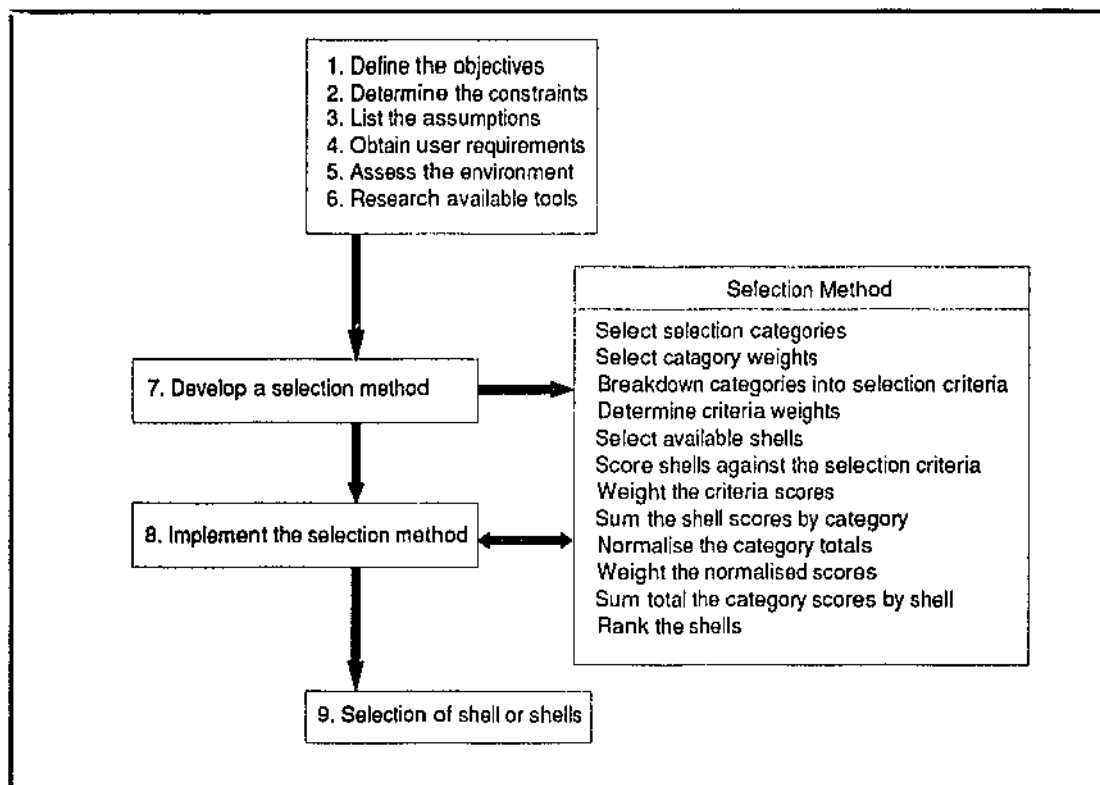 1. Define the objectives
2. Determine the constraints
3. List the assumptions
4. Obtain user requirements
5. Assess the environment
6. Research available tools
7. Develop a selection method
Selection Method
Select selection categories
Select catagory weights
Breakdown categories into selection criteria
Determine criteria weights
Select available shells
Score shells against the selection criteria
Weight the criteria scores
Sum the shell scores by category
Normalise the category totals
Weight the normalised scores
Sum total the category scores by shell
Rank the shells
8. Implement the selection method
9. Selection of shell or shells